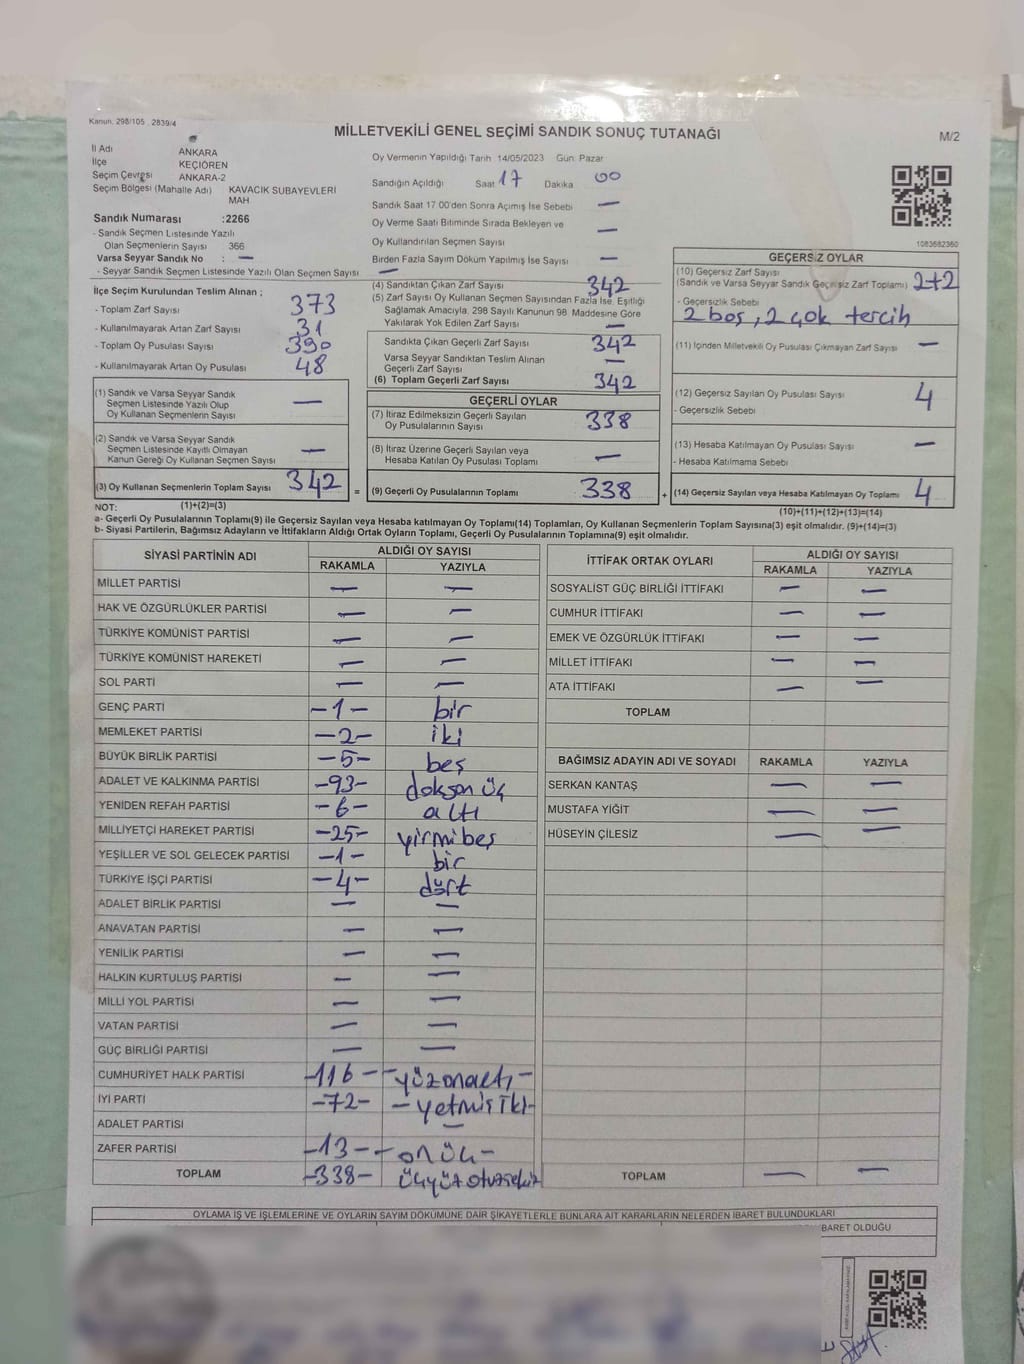 Kanun. 298/105 , 2839/4
MİLLETVEKİLİ GENEL SEÇİMİ SANDIK SONUÇ TUTANAĞI
M/2
İl Adı ANKARA
İlçe KEÇİÖREN
Seçim Çevresi ANKARA-2
Seçim Bölgesi (Mahalle Adı) KAVACIK SUBAYEVLERİ MAH
Sandık Numarası :2266
- Sandık Seçmen Listesinde Yazılı
Olan Seçmenlerin Sayısı 366
Varsa Seyyar Sandık No : —
- Seyyar Sandık Seçmen Listesinde Yazılı Olan Seçmen Sayısı —
Oy Vermenin Yapıldığı Tarih 14/05/2023 Gün: Pazar
Sandığın Açıldığı Saat 17 Dakika 00
Sandık Saat 17:00'den Sonra Açımış İse Sebebi —
Oy Verme Saati Bitiminde Sırada Bekleyen ve
Oy Kullandırılan Seçmen Sayısı —
Birden Fazla Sayım Döküm Yapılmış İse Sayısı —
1083682360
İlçe Seçim Kurulundan Teslim Alınan ;
- Toplam Zarf Sayısı 373
- Kullanılmayarak Artan Zarf Sayısı 31
- Toplam Oy Pusulası Sayısı 390
- Kullanılmayarak Artan Oy Pusulası 48
(4) Sandıktan Çıkan Zarf Sayısı 342
(5) Zarf Sayısı Oy Kullanan Seçmen Sayısından Fazla İse, Eşitliği
Sağlamak Amacıyla, 298 Sayılı Kanunun 98. Maddesine Göre
Yakılarak Yok Edilen Zarf Sayısı —
Sandıkta Çıkan Geçerli Zarf Sayısı 342
Varsa Seyyar Sandıktan Teslim Alınan
Geçerli Zarf Sayısı —
(6) Toplam Geçerli Zarf Sayısı 342
GEÇERSİZ OYLAR
(10) Geçersiz Zarf Sayısı
(Sandık ve Varsa Seyyar Sandık Geçersiz Zarf Toplamı) 2+2
- Geçersizlik Sebebi
2 boş, 2 çok tercih
(11) İçinden Milletvekili Oy Pusulası Çıkmayan Zarf Sayısı —
(12) Geçersiz Sayılan Oy Pusulası Sayısı 4
- Geçersizlik Sebebi
(13) Hesaba Katılmayan Oy Pusulası Sayısı —
- Hesaba Katılmama Sebebi
(14) Geçersiz Sayılan veya Hesaba Katılmayan Oy Toplamı 4
(10)+(11)+(12)+(13)=(14)
(1) Sandık ve Varsa Seyyar Sandık
Seçmen Listesinde Yazılı Olup
Oy Kullanan Seçmenlerin Sayısı —
(2) Sandık ve Varsa Seyyar Sandık
Seçmen Listesinde Kayıtlı Olmayan
Kanun Gereği Oy Kullanan Seçmen Sayısı —
(3) Oy Kullanan Seçmenlerin Toplam Sayısı 342 =
(1)+(2)=(3)
GEÇERLİ OYLAR
(7) İtiraz Edilmeksizin Geçerli Sayılan
Oy Pusulalarının Sayısı 338
(8) İtiraz Üzerine Geçerli Sayılan veya
Hesaba Katılan Oy Pusulası Toplamı —
(9) Geçerli Oy Pusulalarının Toplamı 338 +
NOT:
a- Geçerli Oy Pusulalarının Toplamı(9) ile Geçersiz Sayılan veya Hesaba katılmayan Oy Toplamı(14) Toplamları, Oy Kullanan Seçmenlerin Toplam Sayısına(3) eşit olmalıdır. (9)+(14)=(3)
b- Siyasi Partilerin, Bağımsız Adayların ve İttifakların Aldığı Ortak Oyların Toplamı, Geçerli Oy Pusulalarının Toplamına(9) eşit olmalıdır.
SİYASİ PARTİNİN ADI ALDIĞI OY SAYISI
RAKAMLA YAZIYLA
MİLLET PARTİSİ — —
HAK VE ÖZGÜRLÜKLER PARTİSİ — —
TÜRKİYE KOMÜNİST PARTİSİ — —
TÜRKİYE KOMÜNİST HAREKETİ — —
SOL PARTİ — —
GENÇ PARTİ -1- bir
MEMLEKET PARTİSİ -2- iki
BÜYÜK BİRLİK PARTİSİ -5- beş
ADALET VE KALKINMA PARTİSİ -93- doksan üç
YENİDEN REFAH PARTİSİ -6- altı
MİLLİYETÇİ HAREKET PARTİSİ -25- yirmibeş
YEŞİLLER VE SOL GELECEK PARTİSİ -1- bir
TÜRKİYE İŞÇİ PARTİSİ -4- dört
ADALET BİRLİK PARTİSİ — —
ANAVATAN PARTİSİ — —
YENİLİK PARTİSİ — —
HALKIN KURTULUŞ PARTİSİ — —
MİLLİ YOL PARTİSİ — —
VATAN PARTİSİ — —
GÜÇ BİRLİĞİ PARTİSİ — —
CUMHURİYET HALK PARTİSİ -116- -yüzonaltı-
İYİ PARTİ -72- -yetmiş iki-
ADALET PARTİSİ —
ZAFER PARTİSİ -13- -onüç-
TOPLAM -338- üçyüzotuzsekiz
İTTİFAK ORTAK OYLARI ALDIĞI OY SAYISI
RAKAMLA YAZIYLA
SOSYALİST GÜÇ BİRLİĞİ İTTİFAKI — —
CUMHUR İTTİFAKI — —
EMEK VE ÖZGÜRLÜK İTTİFAKI — —
MİLLET İTTİFAKI — —
ATA İTTİFAKI — —
TOPLAM
BAĞIMSIZ ADAYIN ADI VE SOYADI RAKAMLA YAZIYLA
SERKAN KANTAŞ — —
MUSTAFA YİĞİT — —
HÜSEYİN ÇİLESİZ — —
TOPLAM — —
OYLAMA İŞ VE İŞLEMLERİNE VE OYLARIN SAYIM DÖKÜMÜNE DAİR ŞİKAYETLERLE BUNLARA AİT KARARLARIN NELERDEN İBARET BULUNDUKLARI
İBARET OLDUĞU